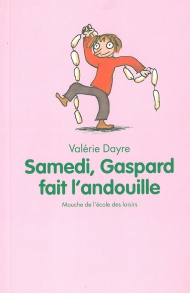 Valérie Dayre
Samedi, Gaspard
fait l'andouille
Mouche de l'école des loisirs